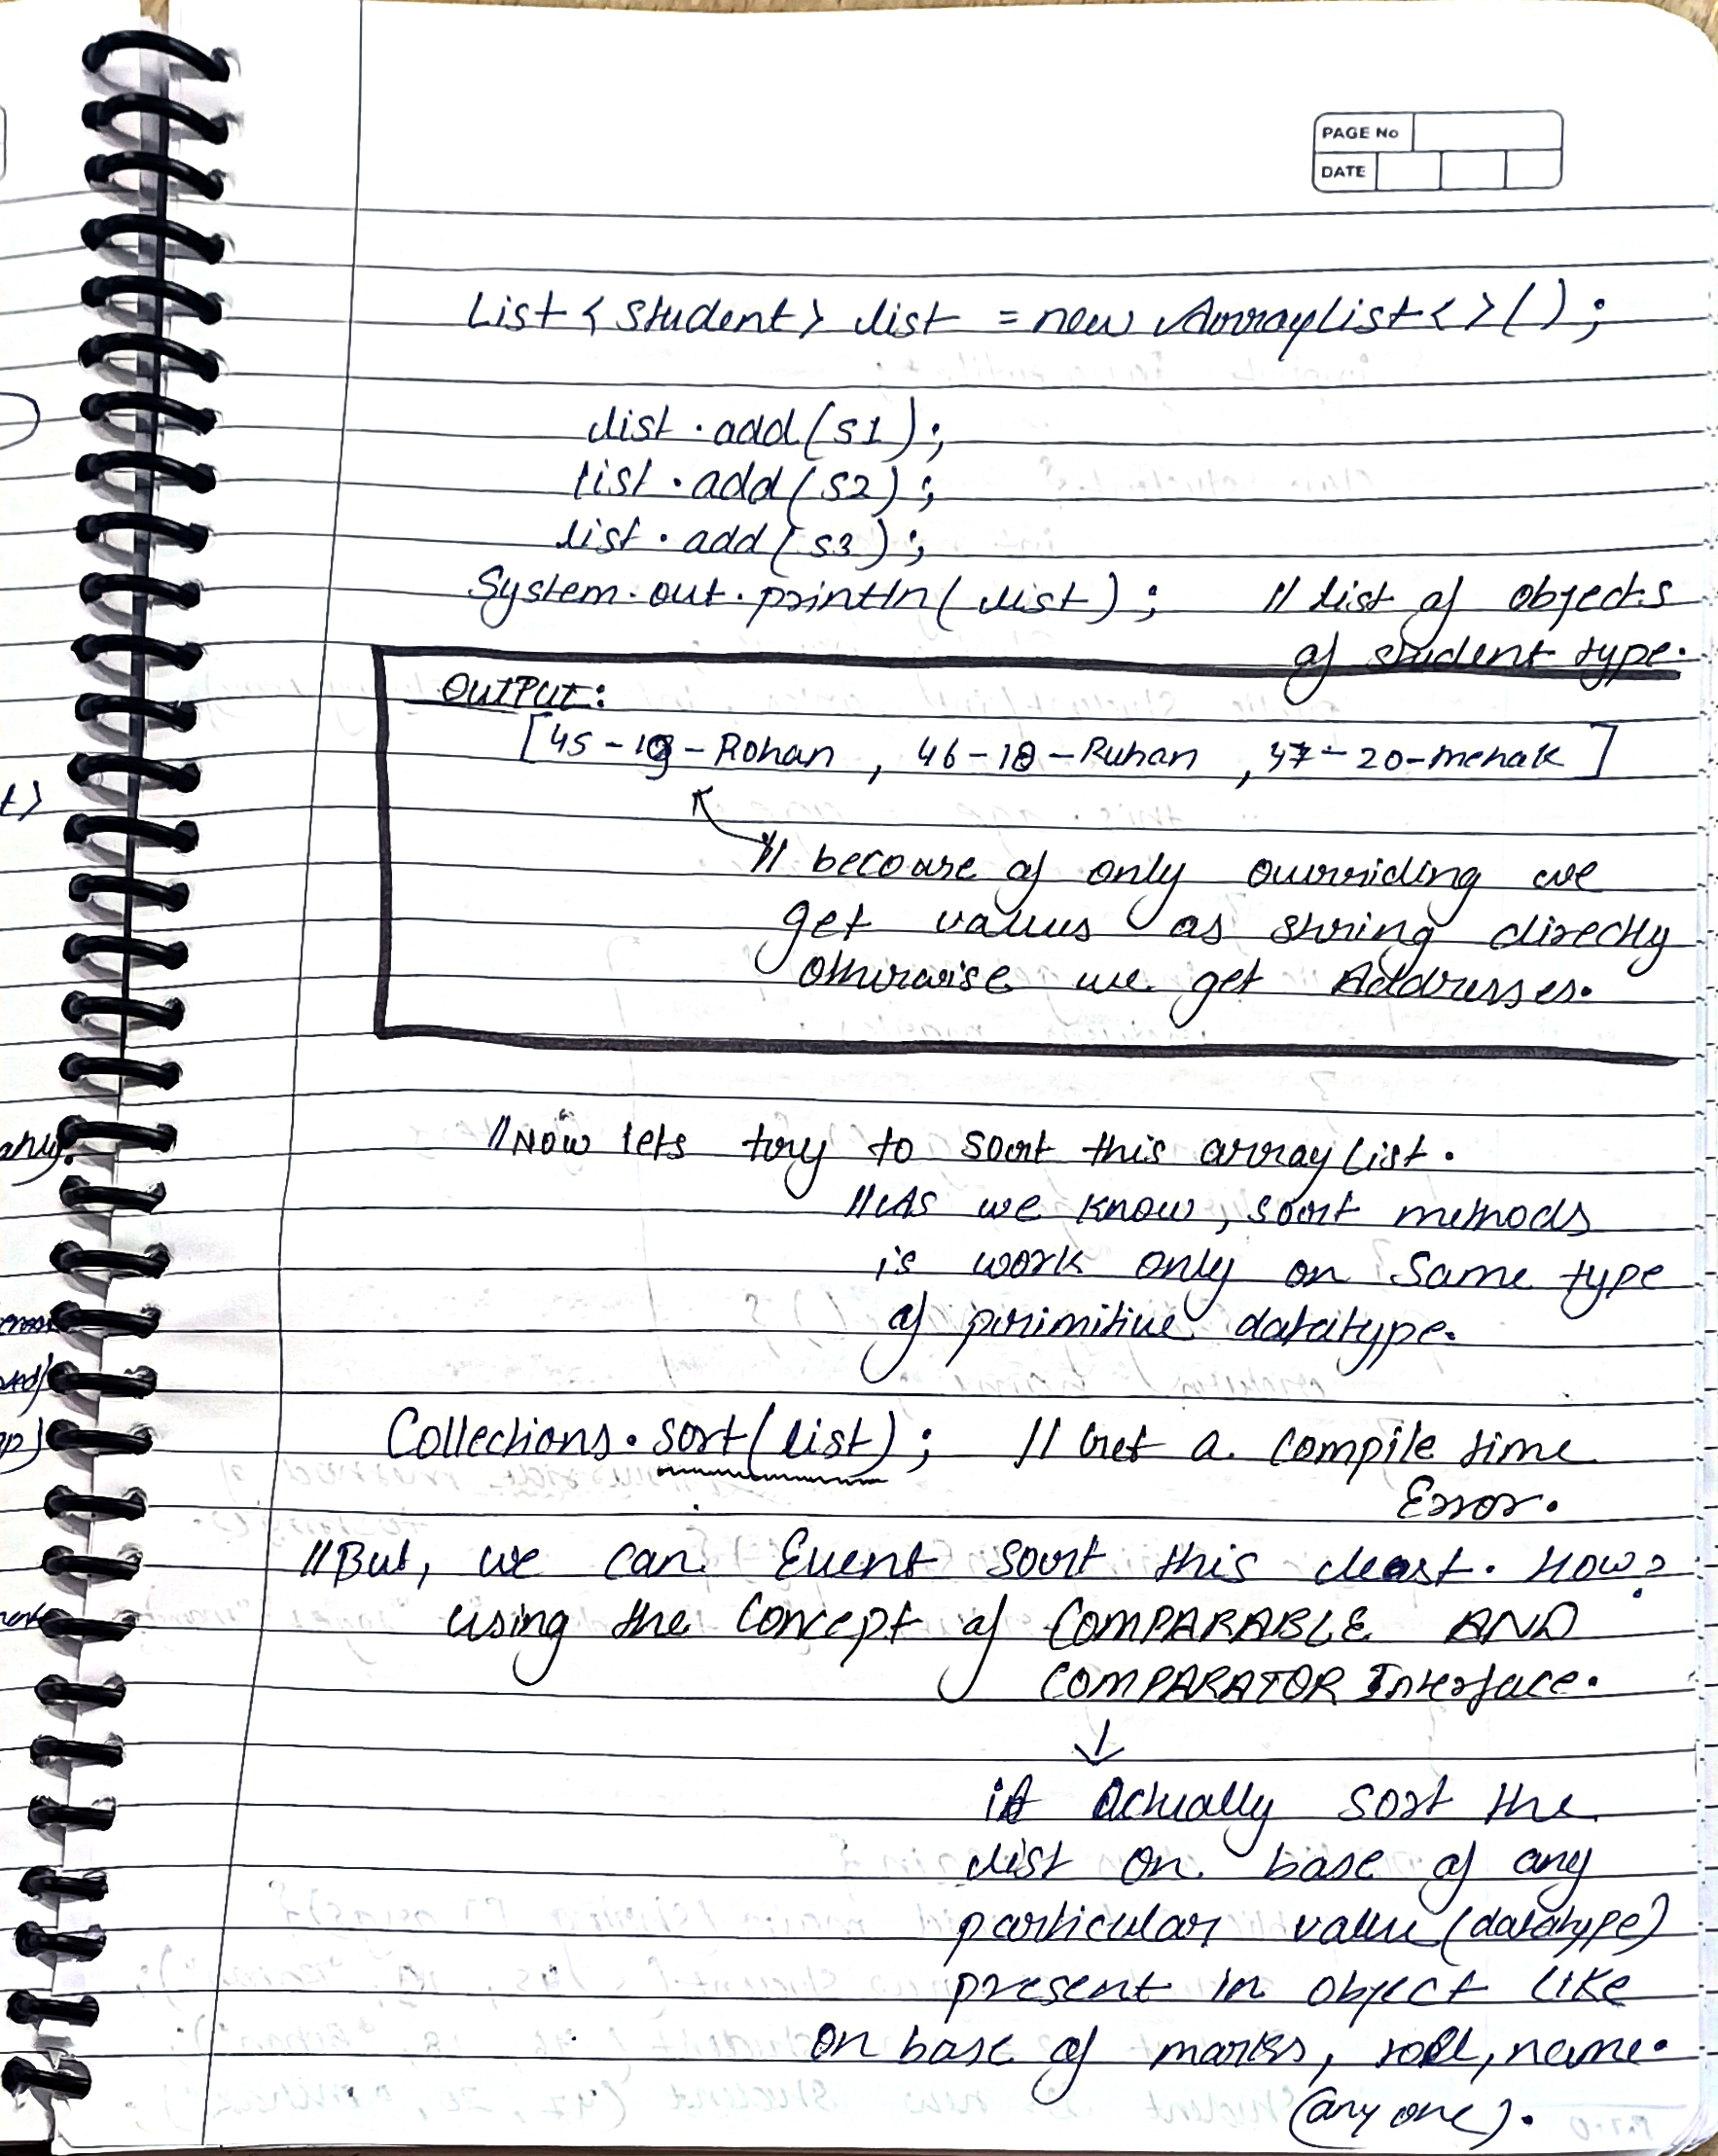 PAGE No
DATE
List<Student> list = new ArrayList<>();
list.add(s1);
list.add(s2);
list.add(s3);
System.out.println(list); // list of objects
of student type.
OUTPUT:
[45-19-Rohan, 46-18-Ruhan, 47-20-mehak]
// because of only overriding we
get values as string directly
otherwise we get Addresses.
//Now lets try to sort this arraylist.
//As we know, sort methods
is work only on same type
of primitive datatype.
Collections.sort(list); // Get a compile time
Error.
//But, we can Event sort this. How?
using the concept of COMPARABLE AND
COMPARATOR Interface.
↓
it Actually sort the
list on base of any
particular value (datatype)
present in object like
on base of marks, roll, name.
(any one).